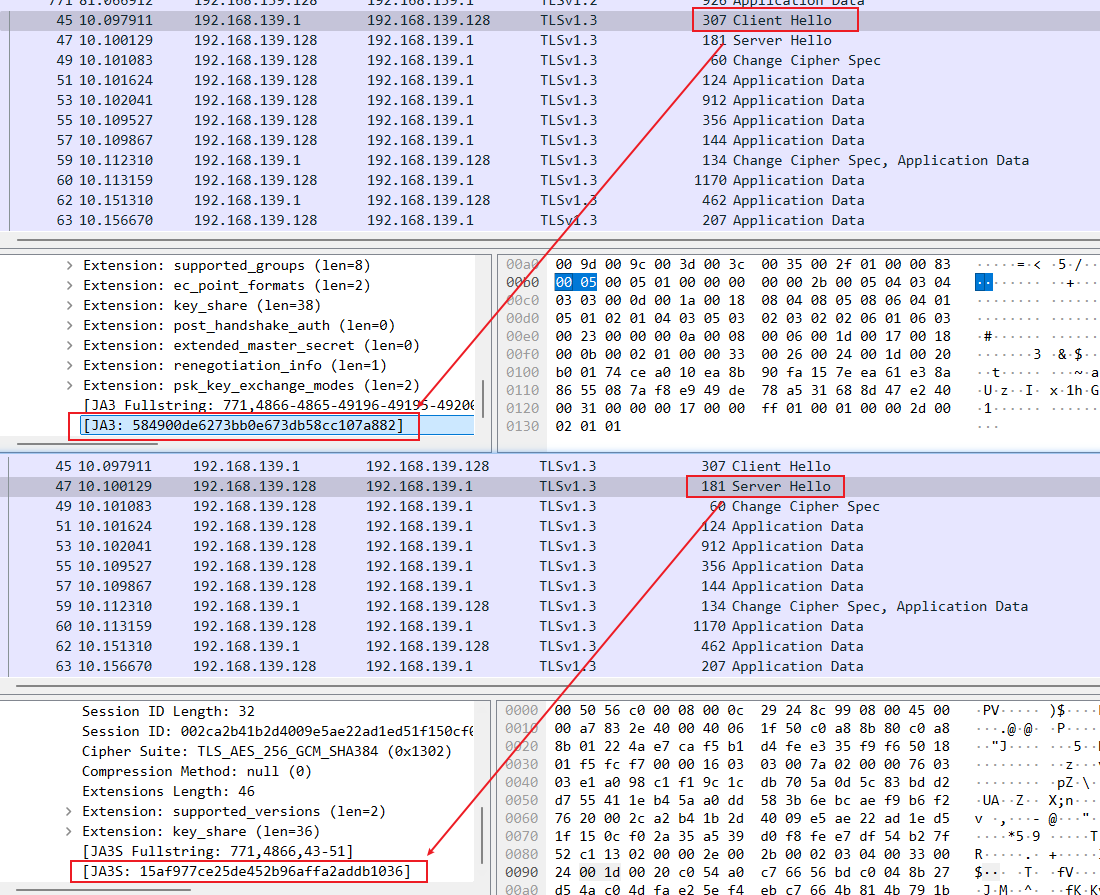 771 81.066912 192.168.139.128 192.168.139.1 TLSv1.2 926 Application Data
45 10.097911 192.168.139.1 192.168.139.128 TLSv1.3 307 Client Hello
47 10.100129 192.168.139.128 192.168.139.1 TLSv1.3 181 Server Hello
49 10.101083 192.168.139.128 192.168.139.1 TLSv1.3 60 Change Cipher Spec
51 10.101624 192.168.139.128 192.168.139.1 TLSv1.3 124 Application Data
53 10.102041 192.168.139.128 192.168.139.1 TLSv1.3 912 Application Data
55 10.109527 192.168.139.128 192.168.139.1 TLSv1.3 356 Application Data
57 10.109867 192.168.139.128 192.168.139.1 TLSv1.3 144 Application Data
59 10.112310 192.168.139.1 192.168.139.128 TLSv1.3 134 Change Cipher Spec, Application Data
60 10.113159 192.168.139.128 192.168.139.1 TLSv1.3 1170 Application Data
62 10.151310 192.168.139.1 192.168.139.128 TLSv1.3 462 Application Data
63 10.156670 192.168.139.128 192.168.139.1 TLSv1.3 207 Application Data
Extension: supported_groups (len=8)
Extension: ec_point_formats (len=2)
Extension: key_share (len=38)
Extension: post_handshake_auth (len=0)
Extension: extended_master_secret (len=0)
Extension: renegotiation_info (len=1)
Extension: psk_key_exchange_modes (len=2)
[JA3 Fullstring: 771,4866-4865-49196-49195-49200
[JA3: 584900de6273bb0e673db58cc107a882]
00a0 00 9d 00 9c 00 3d 00 3c 00 35 00 2f 01 00 00 83 ·····=·< ·5·/····
00b0 00 05 00 05 01 00 00 00 00 00 2b 00 05 04 03 04 ········ ··+·····
00c0 03 03 00 0d 00 1a 00 18 08 04 08 05 08 06 04 01
00d0 05 01 02 01 04 03 05 03 02 03 02 02 06 01 06 03
00e0 00 23 00 00 00 0a 00 08 00 06 00 1d 00 17 00 18 ·#······
00f0 00 0b 00 02 01 00 00 33 00 26 00 24 00 1d 00 20 ·······3 ·&·$···
0100 b0 01 74 ce a0 10 ea 8b 90 fa 15 7e ea 61 e3 8a ··t····· ···~·a··
0110 86 55 08 7a f8 e9 49 de 78 a5 31 68 8d 47 e2 40 ·U·z··I· x·1h·G
0120 00 31 00 00 00 17 00 00 ff 01 00 01 00 00 2d 00 ·1······
0130 02 01 01 ···
45 10.097911 192.168.139.1 192.168.139.128 TLSv1.3 307 Client Hello
47 10.100129 192.168.139.128 192.168.139.1 TLSv1.3 181 Server Hello
49 10.101083 192.168.139.128 192.168.139.1 TLSv1.3 60 Change Cipher Spec
51 10.101624 192.168.139.128 192.168.139.1 TLSv1.3 124 Application Data
53 10.102041 192.168.139.128 192.168.139.1 TLSv1.3 912 Application Data
55 10.109527 192.168.139.128 192.168.139.1 TLSv1.3 356 Application Data
57 10.109867 192.168.139.128 192.168.139.1 TLSv1.3 144 Application Data
59 10.112310 192.168.139.1 192.168.139.128 TLSv1.3 134 Change Cipher Spec, Application Data
60 10.113159 192.168.139.128 192.168.139.1 TLSv1.3 1170 Application Data
62 10.151310 192.168.139.1 192.168.139.128 TLSv1.3 462 Application Data
63 10.156670 192.168.139.128 192.168.139.1 TLSv1.3 207 Application Data
Session ID Length: 32
Session ID: 002ca2b41b2d4009e5ae22ad1ed51f150cf0
Cipher Suite: TLS_AES_256_GCM_SHA384 (0x1302)
Compression Method: null (0)
Extensions Length: 46
Extension: supported_versions (len=2)
Extension: key_share (len=36)
[JA3S Fullstring: 771,4866,43-51]
[JA3S: 15af977ce25de452b96affa2addb1036]
0000 00 50 56 c0 00 08 00 0c 29 24 8c 99 08 00 45 00 ·PV····· )$····
0010 00 a7 83 2e 40 00 40 06 1f 50 c0 a8 8b 80 c0 a8 ···.@·@· ·P······
0020 8b 01 22 4a e7 ca f5 b1 d4 fe e3 35 f9 f6 50 18 ··"J···· ···5··
0030 01 f5 fc f7 00 00 16 03 03 00 7a 02 00 00 76 03 ········ ··z···v
0040 03 e1 a0 98 c1 f1 9c 1c db 70 5a 0d 5c 83 bd d2 ········ ·pZ·\···
0050 d7 55 41 1e b4 5a a0 dd 58 3b 6e bc ae f9 b6 f2 ·UA··Z·· X;n·····
0060 76 20 00 2c a2 b4 1b 2d 40 09 e5 ae 22 ad 1e d5 v ·,···- @···"···
0070 1f 15 0c f0 2a 35 a5 39 d0 f8 fe e7 df 54 b2 7f ····*5·9 ·····T
0080 52 c1 13 02 00 00 2e 00 2b 00 02 03 04 00 33 00 R·····.· +·····
0090 24 00 1d 00 20 c0 54 a0 c7 66 56 bd c0 04 8b 27 $··· ·T· ·fV·····
00a0 d5 4a c0 4d fa e2 5e f4 eb c7 66 4b 81 4b 79 1b ·J·M··^· ··fK·K